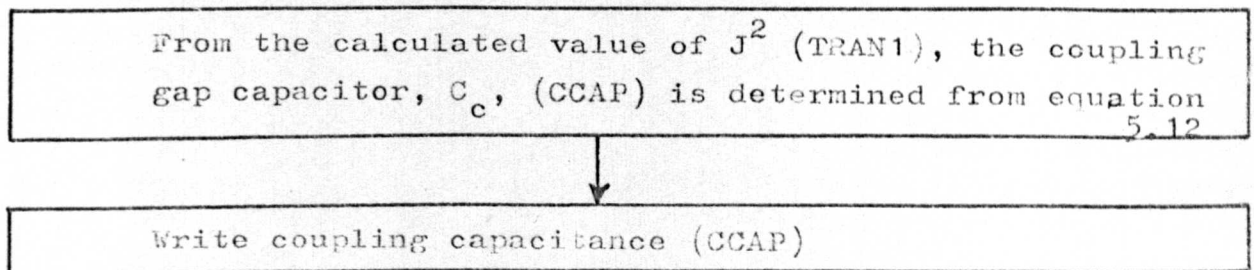 From the calculated value of J² (TRAN1), the coupling
gap capacitor, C_c, (CCAP) is determined from equation
5.12
Write coupling capacitance (CCAP)